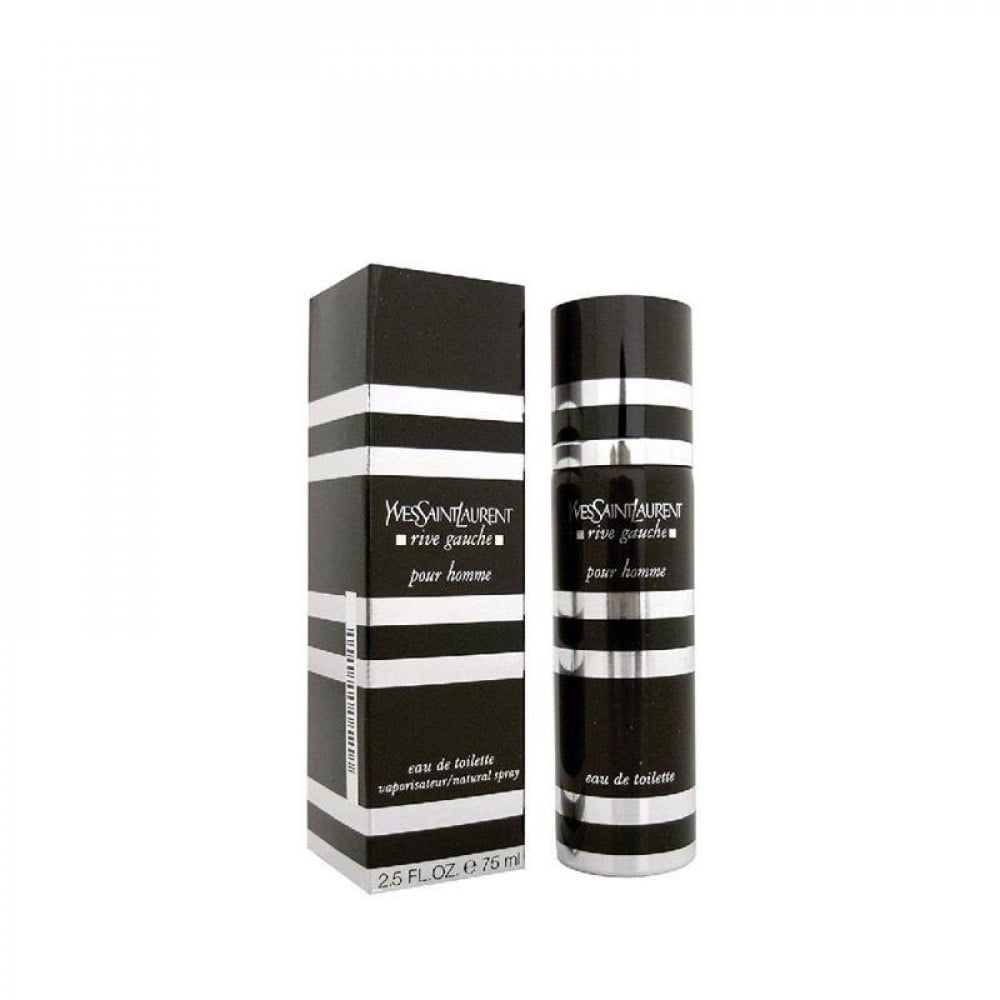 YVESSAINTLAURENT
rive gauche
pour homme
eau de toilette
vaporisateur/natural spray
2.5 FL.OZ. e 75 ml
YVESSAINTLAURENT
rive gauche
pour homme
eau de toilette